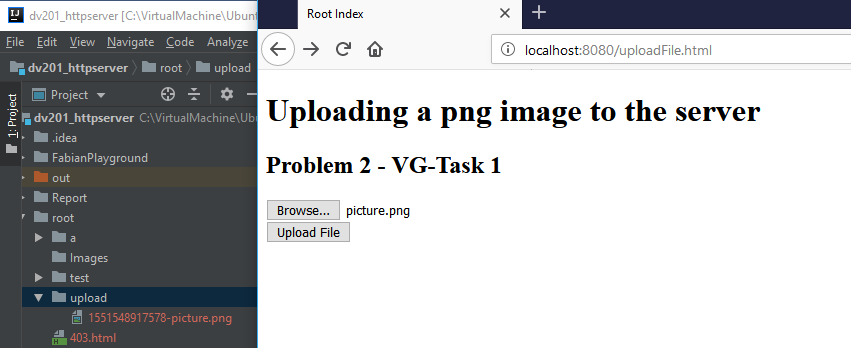 dv201_httpserver [C:\VirtualMachine\Ubunt
File Edit View Navigate Code Analyze
dv201_httpserver root upload
1: Project
Project
dv201_httpserver C:\VirtualMachine\Ubun
.idea
FabianPlayground
out
Report
root
a
Images
test
upload
1551548917578-picture.png
403.html
Root Index
localhost:8080/uploadFile.html
Uploading a png image to the server
Problem 2 - VG-Task 1
Browse... picture.png
Upload File